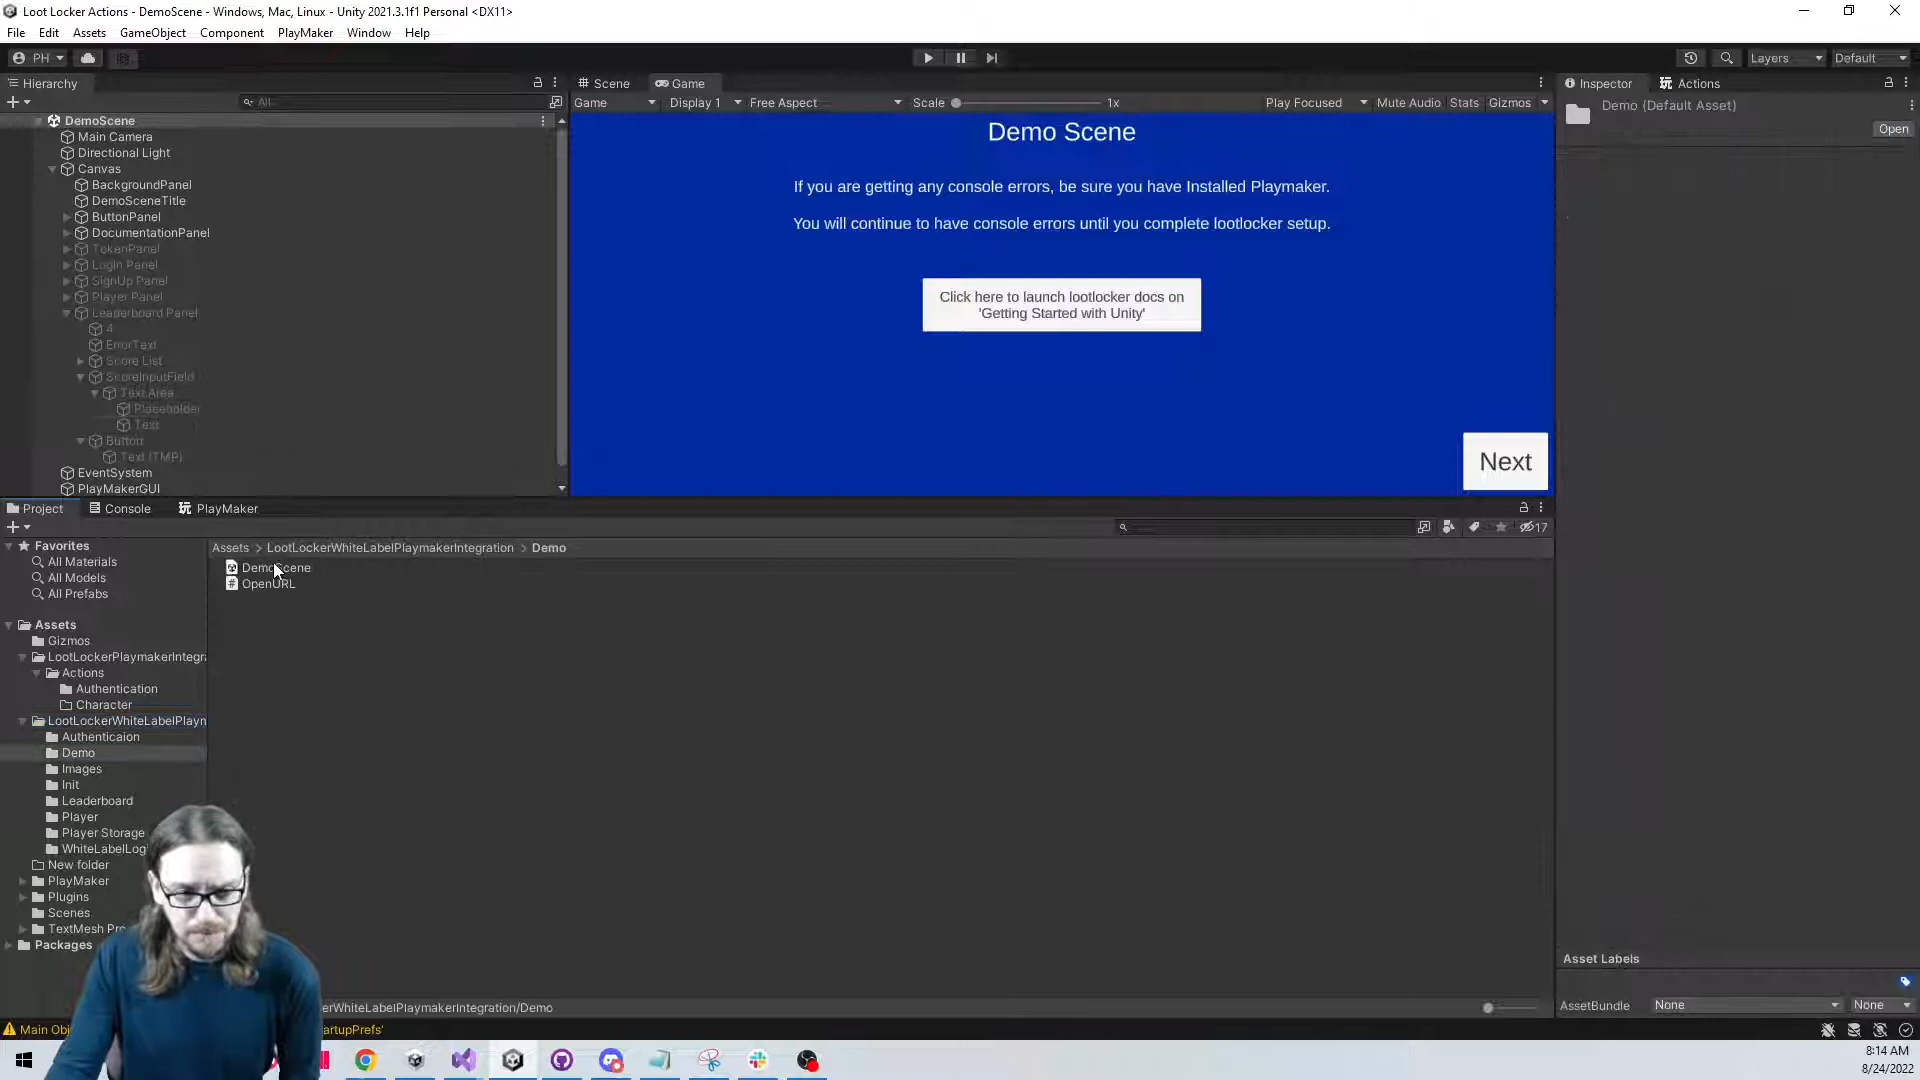 Loot Locker Actions - DemoScene - Windows, Mac, Linux - Unity 2021.3.1f1 Personal <DX11>
File Edit Assets GameObject Component PlayMaker Window Help
PH Layers Default
Hierarchy
All
DemoScene
Main Camera
Directional Light
Canvas
BackgroundPanel
DemoSceneTitle
ButtonPanel
DocumentationPanel
TokenPanel
Login Panel
SignUp Panel
Player Panel
Leaderboard Panel
4
ErrorText
Score List
ScoreInputField
Text Area
Placeholder
Text
Button
Text (TMP)
EventSystem
PlayMakerGUI
Scene Game
Game Display 1 Free Aspect Scale 1x Play Focused Mute Audio Stats Gizmos
Demo Scene
If you are getting any console errors, be sure you have Installed Playmaker.
You will continue to have console errors until you complete lootlocker setup.
Click here to launch lootlocker docs on
'Getting Started with Unity'
Next
Inspector Actions
Demo (Default Asset)
Open
Project Console PlayMaker
17
Favorites
All Materials
All Models
All Prefabs
Assets
Gizmos
LootLockerPlaymakerIntegr
Actions
Authentication
Character
LootLockerWhiteLabelPlayn
Authenticaion
Demo
Images
Init
Leaderboard
Player
Player Storage
WhiteLabelLog
New folder
PlayMaker
Plugins
Scenes
TextMesh Pr
Packages
Assets > LootLockerWhiteLabelPlaymakerIntegration > Demo
DemoScene
OpenURL
erWhiteLabelPlaymakerIntegration/Demo
Asset Labels
AssetBundle None None
Main Obj artupPrefs'
8:14 AM
8/24/2022